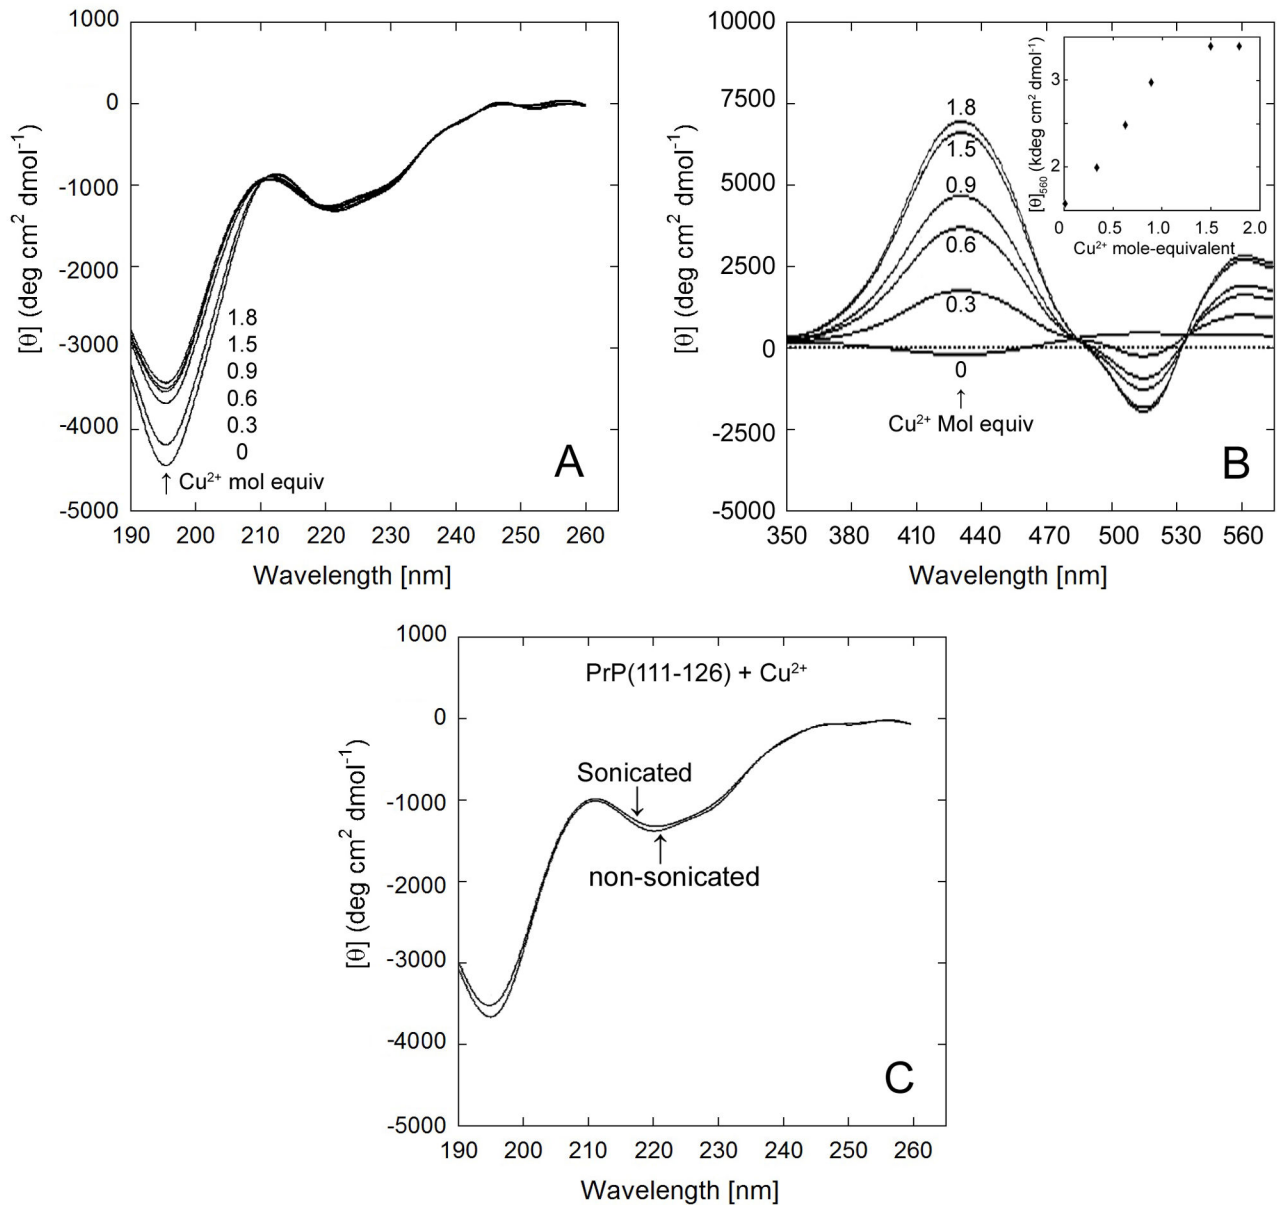 1000
0
-1000
-2000
-3000
-4000
-5000
[θ] (deg cm² dmol⁻¹)
1.8
1.5
0.9
0.6
0.3
0
↑ Cu²⁺ mol equiv
A
190 200 210 220 230 240 250 260
Wavelength [nm]
10000
7500
5000
2500
0
-2500
-5000
[θ] (deg cm² dmol⁻¹)
1.8
1.5
0.9
0.6
0.3
0
↑
Cu²⁺ Mol equiv
B
350 380 410 440 470 500 530 560
Wavelength [nm]
[θ]₅₆₀ (kdeg cm² dmol⁻¹)
3
2
0 0.5 1.0 1.5 2.0
Cu²⁺ mole-equivalent
1000
0
-1000
-2000
-3000
-4000
-5000
[θ] (deg cm² dmol⁻¹)
PrP(111-126) + Cu²⁺
Sonicated
non-sonicated
C
190 200 210 220 230 240 250 260
Wavelength [nm]